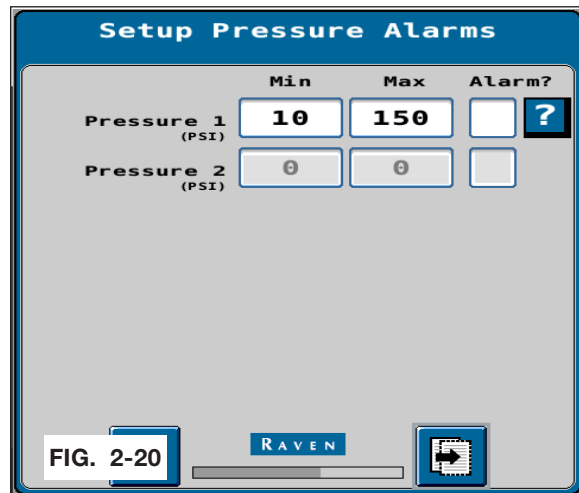 Setup Pressure Alarms
Min Max Alarm?
Pressure 1 10 150 ?
(PSI)
Pressure 2 0 0
(PSI)
RAVEN
FIG. 2-20